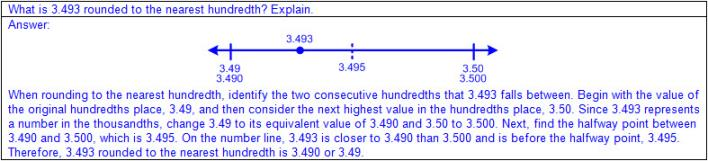 What is 3.493 rounded to the nearest hundredth? Explain.
Answer:
3.493
3.49 3.495 3.50
3.490 3.500
When rounding to the nearest hundredth, identify the two consecutive hundredths that 3.493 falls between. Begin with the value of
the original hundredths place, 3.49, and then consider the next highest value in the hundredths place, 3.50. Since 3.493 represents
a number in the thousandths, change 3.49 to its equivalent value of 3.490 and 3.50 to 3.500. Next, find the halfway point between
3.490 and 3.500, which is 3.495. On the number line, 3.493 is closer to 3.490 than 3.500 and is before the halfway point, 3.495.
Therefore, 3.493 rounded to the nearest hundredth is 3.490 or 3.49.